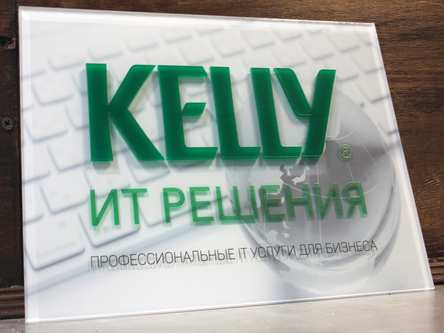 KELLY®
ИТ РЕШЕНИЯ
ПРОФЕССИОНАЛЬНЫЕ IT УСЛУГИ ДЛЯ БИЗНЕСА